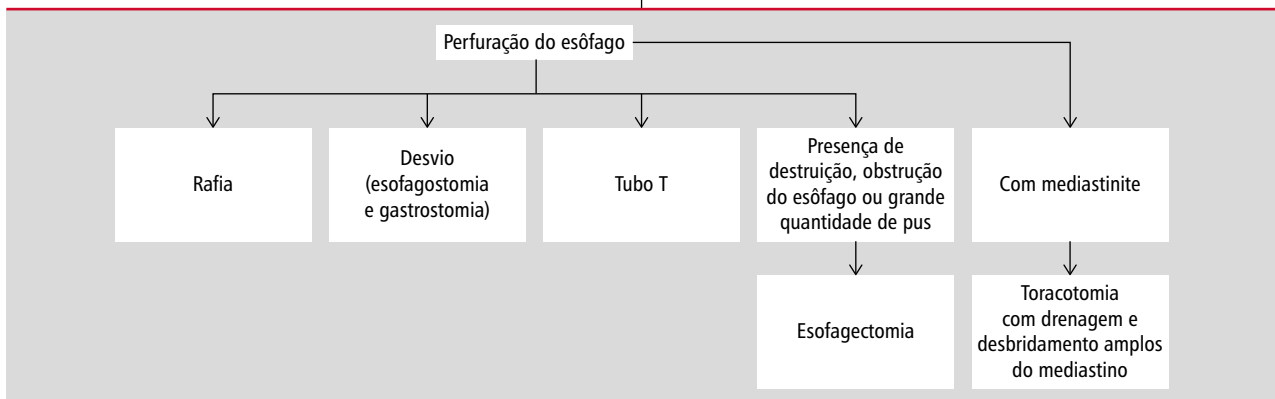 Perfuração do esôfago
Rafia
Desvio
(esofagostomia
e gastrostomia)
Tubo T
Presença de
destruição, obstrução
do esôfago ou grande
quantidade de pus
Com mediastinite
Esofagectomia
Toracotomia
com drenagem e
desbridamento amplos
do mediastino